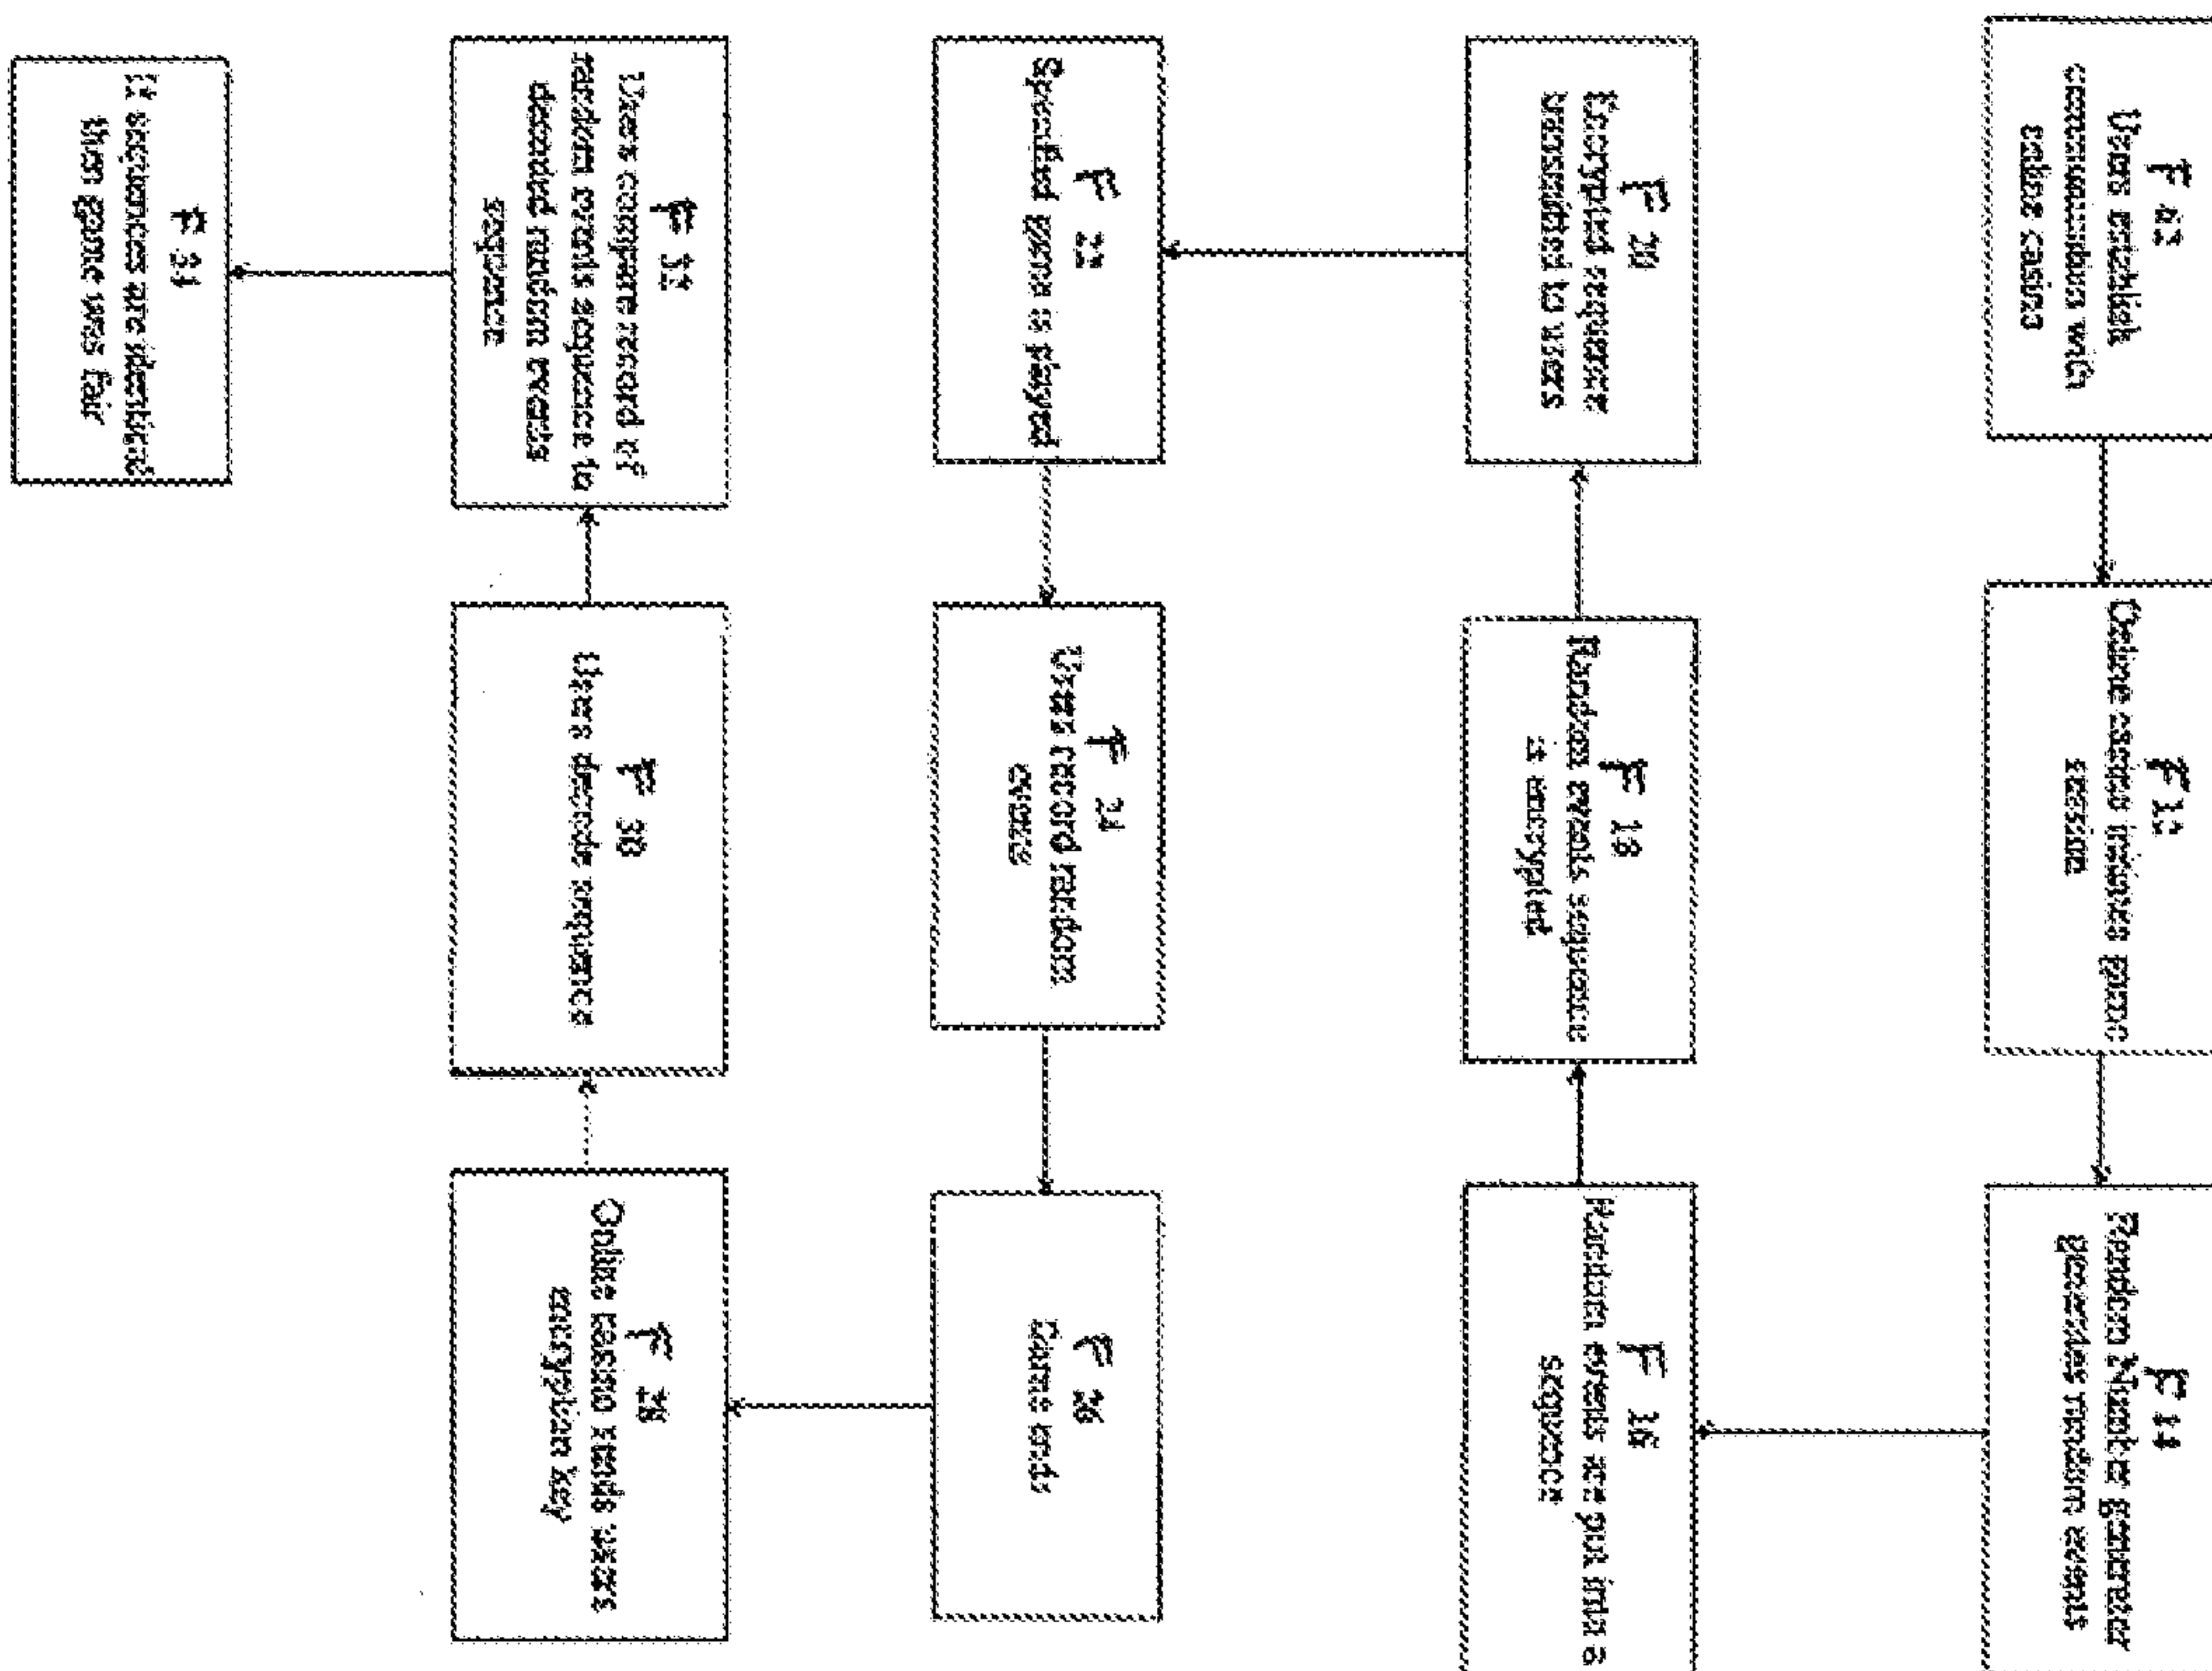 Users establish
communication with
online casino
Online casino initiates game
session
Random Number generator
generates random events
F 16
Random events are put into a
sequence
F 18
Random events sequence
is encrypted
F 20
Encrypted sequence
transmitted to users
F 22
Specified game is played
F 24
Users record random
events
F 26
Game ends
F 28
Online casino sends users
encryption key
F 30
Users decode sequence
F 32
Users compare record of
random events sequence to
decoded random events
sequence
F 34
If sequences are identical
then game was fair